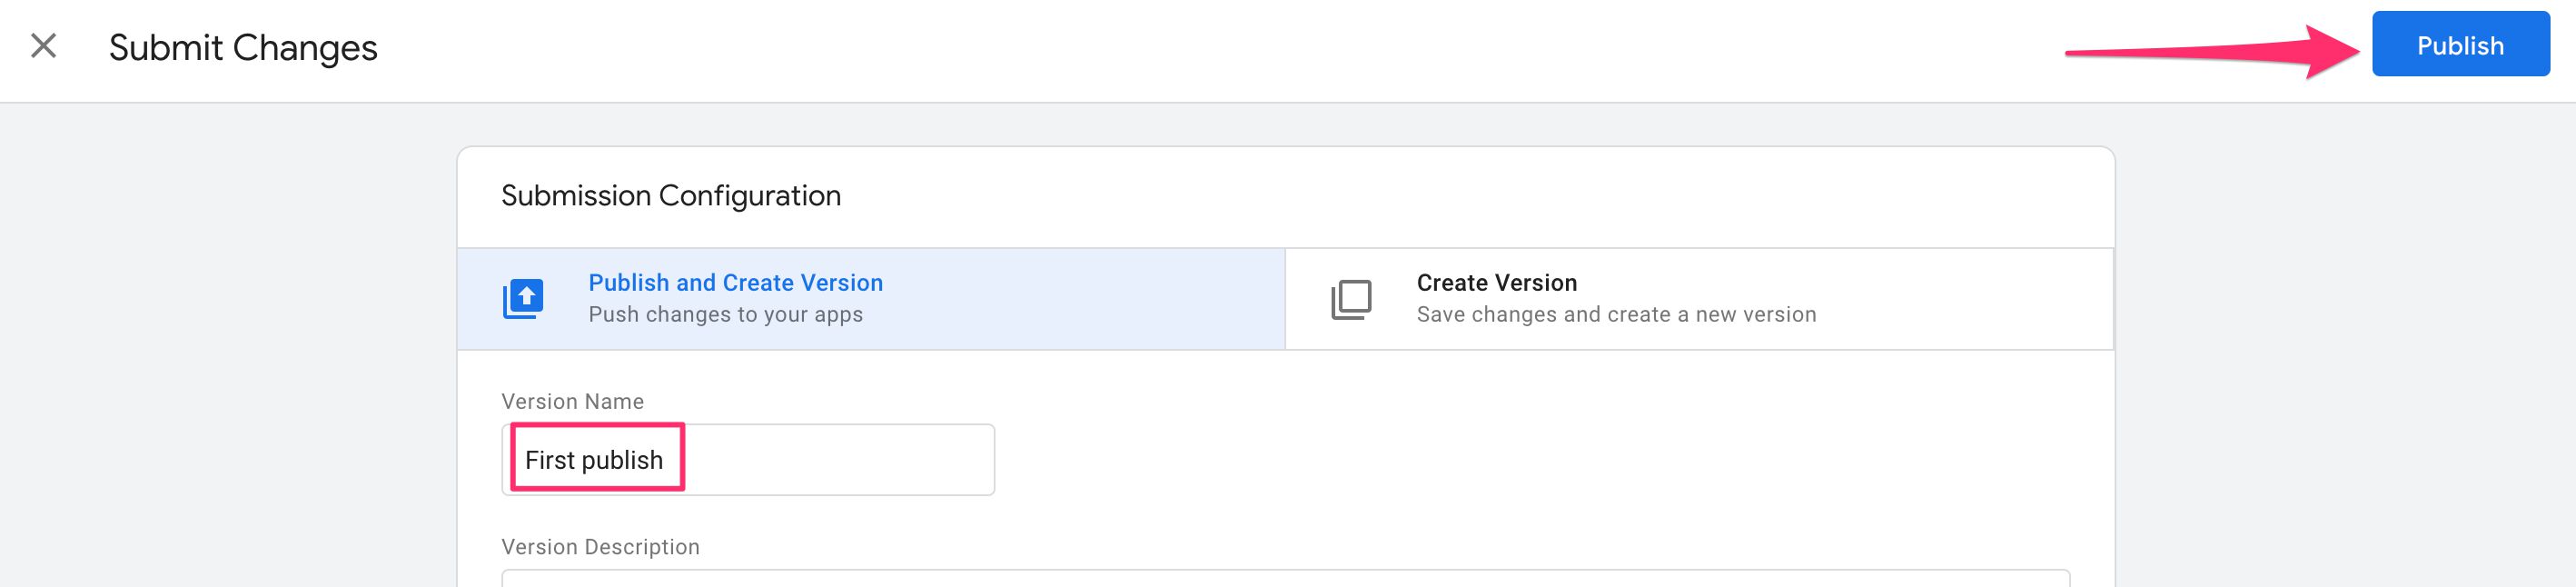 Submit Changes
Publish
Submission Configuration
Publish and Create Version
Push changes to your apps
Create Version
Save changes and create a new version
Version Name
First publish
Version Description